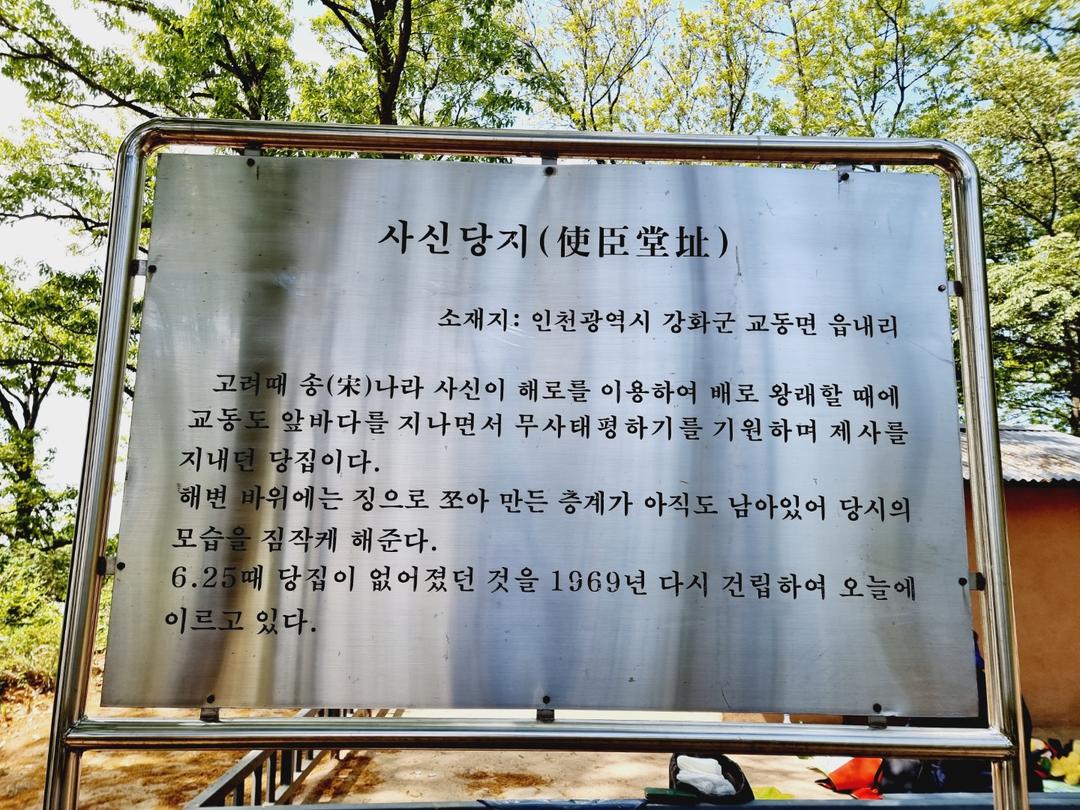 사신당지(使臣堂址)
소재지: 인천광역시 강화군 교동면 읍내리
고려때 송(宋)나라 사신이 해로를 이용하여 배로 왕래할 때에
교동도 앞바다를 지나면서 무사태평하기를 기원하며 제사를
지내던 당집이다.
해변 바위에는 징으로 쪼아 만든 층계가 아직도 남아있어 당시의
모습을 짐작케 해준다.
6.25때 당집이 없어졌던 것을 1969년 다시 건립하여 오늘에
이르고 있다.